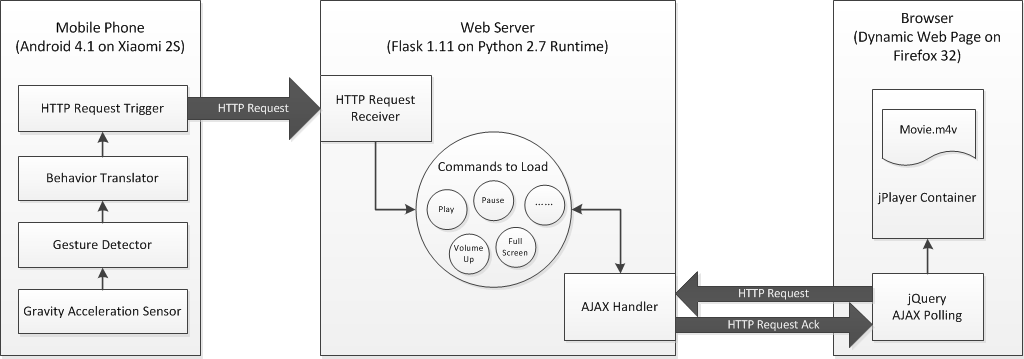 Mobile Phone
(Android 4.1 on Xiaomi 2S)
HTTP Request Trigger
Behavior Translator
Gesture Detector
Gravity Acceleration Sensor
HTTP Request
Web Server
(Flask 1.11 on Python 2.7 Runtime)
HTTP Request
Receiver
Commands to Load
Play
Pause
......
Volume
Up
Full
Screen
AJAX Handler
HTTP Request
HTTP Request Ack
Browser
(Dynamic Web Page on
Firefox 32)
Movie.m4v
jPlayer Container
jQuery
AJAX Polling